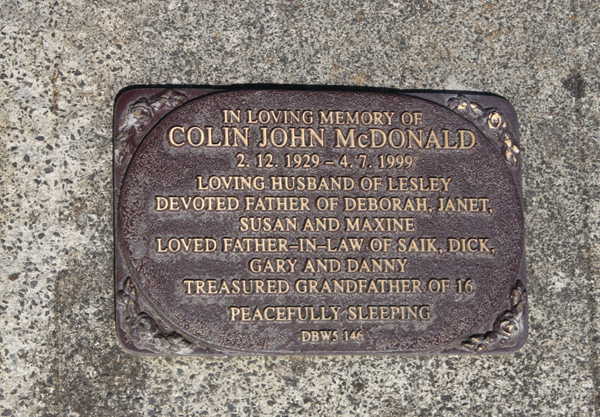 IN LOVING MEMORY OF
COLIN JOHN McDONALD
2. 12. 1929 – 4. 7. 1999
LOVING HUSBAND OF LESLEY
DEVOTED FATHER OF DEBORAH, JANET,
SUSAN AND MAXINE
LOVED FATHER–IN–LAW OF SAIK, DICK,
GARY AND DANNY
TREASURED GRANDFATHER OF 16
PEACEFULLY SLEEPING
DBW5 146